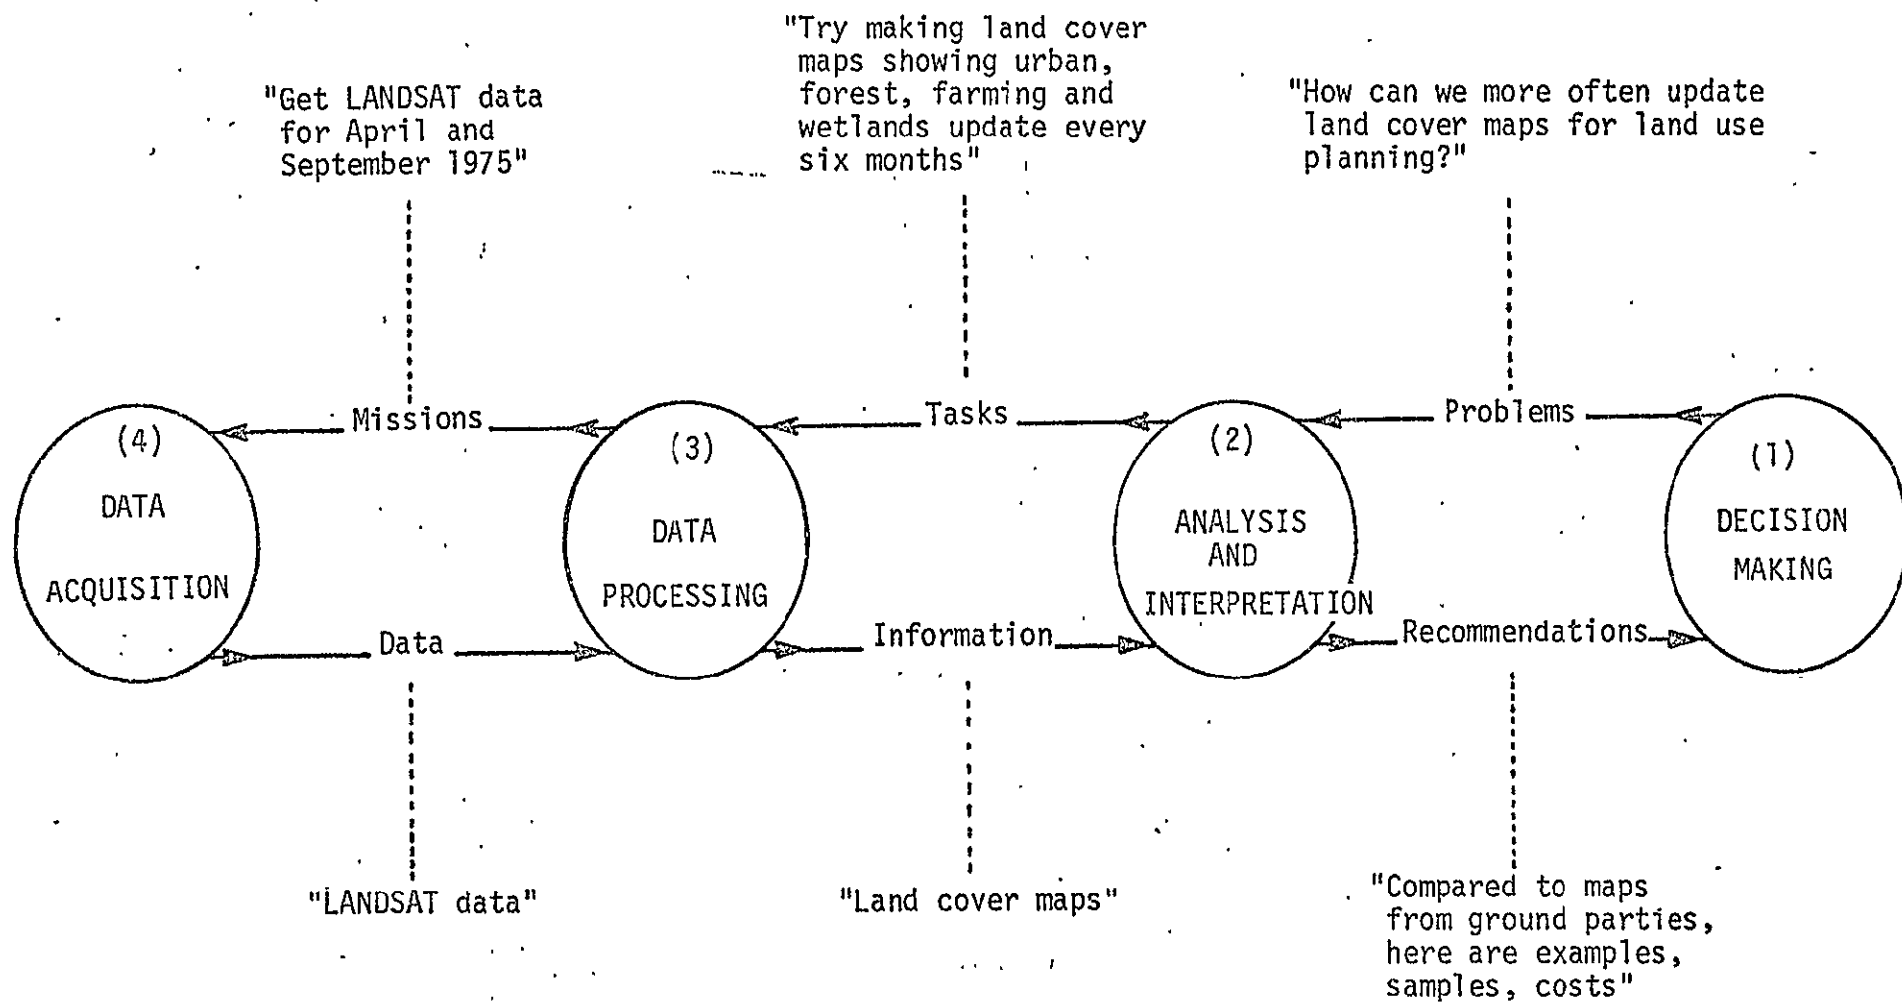 "Get LANDSAT data
for April and
September 1975"
"Try making land cover
maps showing urban,
forest, farming and
wetlands update every
six months"
"How can we more often update
land cover maps for land use
planning?"
Missions
Tasks
Problems
(4)
DATA
ACQUISITION
(3)
DATA
PROCESSING
(2)
ANALYSIS
AND
INTERPRETATION
(1)
DECISION
MAKING
Data
Information
Recommendations
"LANDSAT data"
"Land cover maps"
"Compared to maps
from ground parties,
here are examples,
samples, costs"